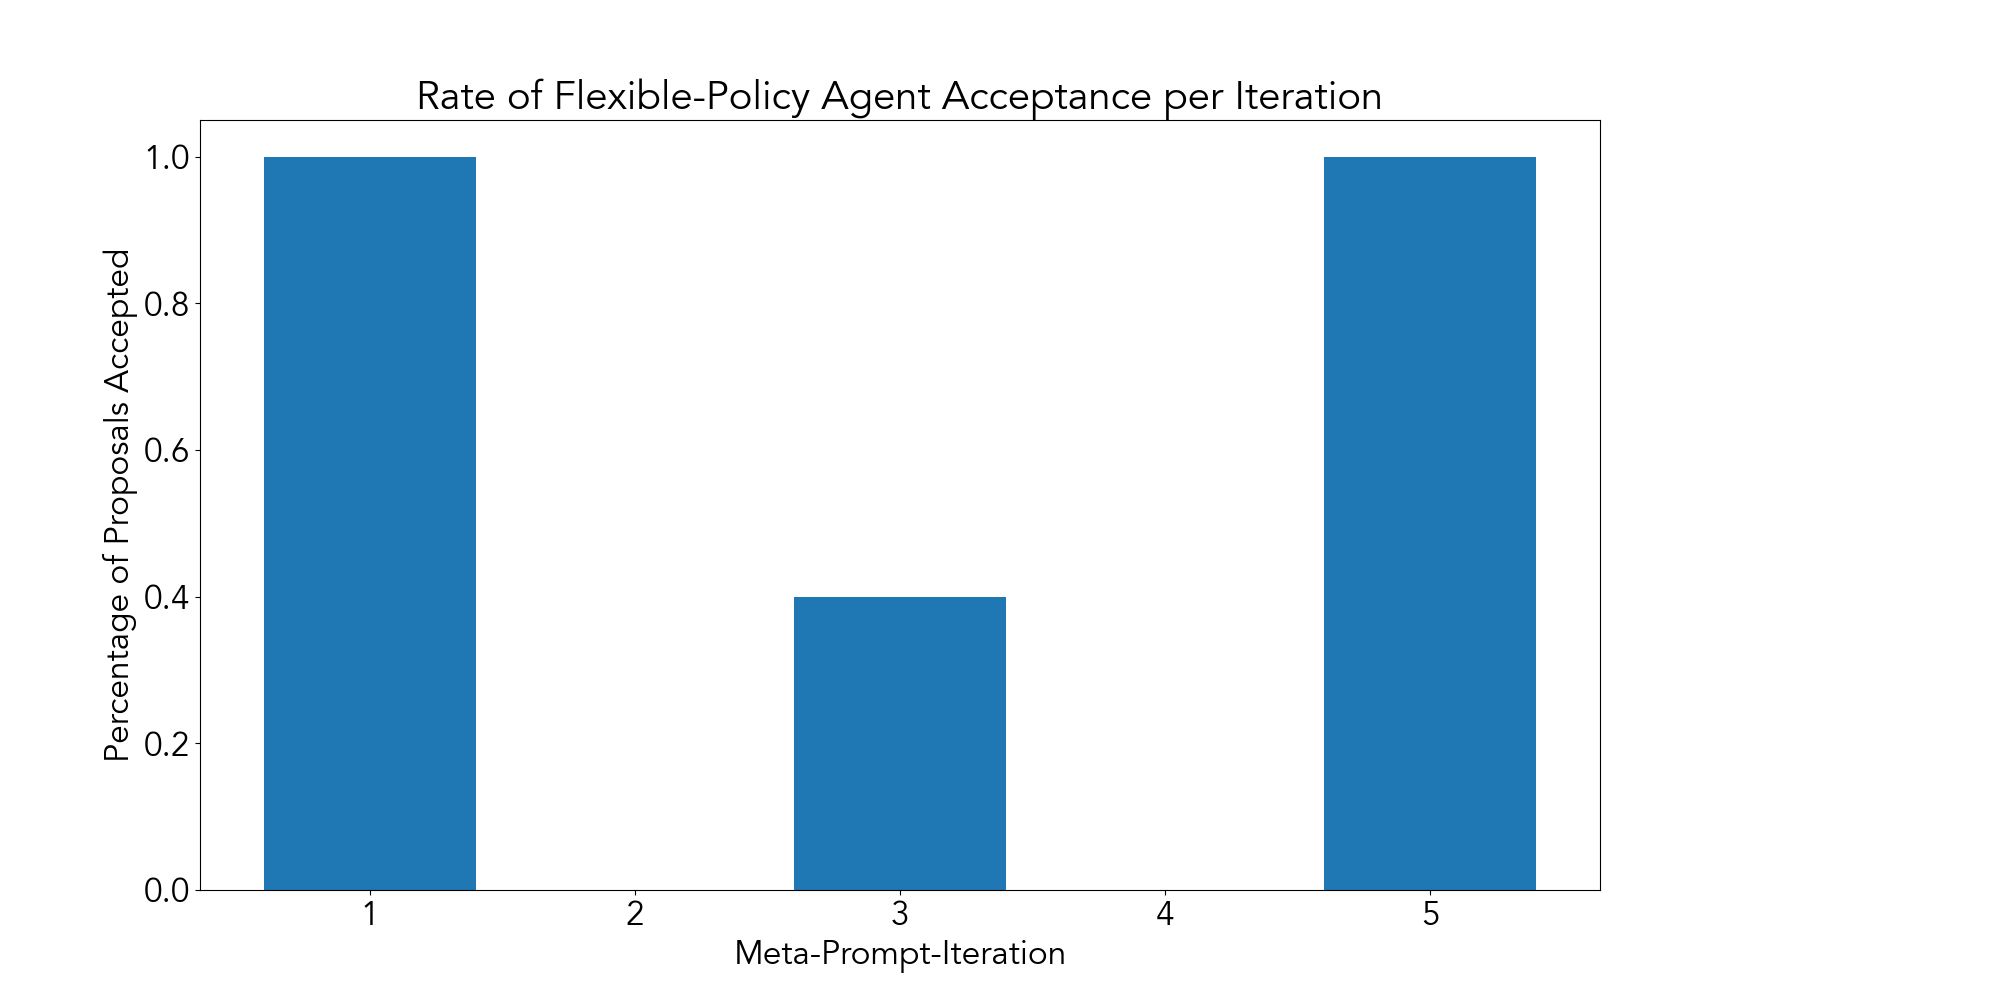 Rate of Flexible-Policy Agent Acceptance per Iteration
Percentage of Proposals Accepted
1.0
0.8
0.6
0.4
0.2
0.0
1 2 3 4 5
Meta-Prompt-Iteration